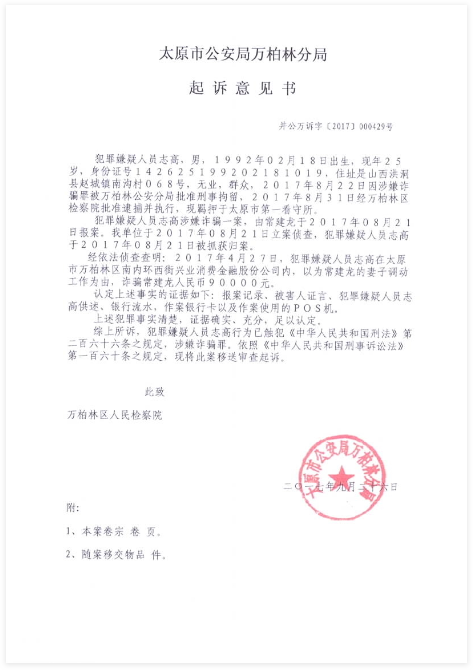 太原市公安局万柏林分局
起诉意见书
并公万诉字〔2017〕000429号
犯罪嫌疑人员志高、男，1992年02月18日出生，现年25
岁，身份证号142625199202181019，住址是山西洪洞
县赵城镇南沟村068号，无业，群众，2017年8月22日因涉嫌诈
骗罪被万柏林公安分局批准刑事拘留，2017年8月31日经万柏林区
检察院批准逮捕并执行，现羁押于太原市第一看守所。
犯罪嫌疑人员志高涉嫌诈骗一案，由常建龙于2017年08月21
日报案。我单位于2017年08月21日立案侦查，犯罪嫌疑人员志高
于2017年08月21日被抓获归案。
经依法侦查查明：2017年4月27日，犯罪嫌疑人员志高在太原
市万柏林区南内环西街兴业消费金融股份公司内，以为常建龙的妻子调动
工作为由，诈骗常建龙人民币90000元。
认定上述事实的证据如下：报案记录、被害人证言，犯罪嫌疑人员志
高供述、银行流水，作案银行卡以及作案使用的POS机。
上述犯罪事实清楚，证据确实，充分，足以认定。
综上所诉，犯罪嫌疑人员志高行为已触犯《中华人民共和国刑法》第
二百六十六条之规定，涉嫌诈骗罪。依照《中华人民共和国刑事诉讼法》
第一百六十条之规定，现将此案移送审查起诉。
此致
万柏林区人民检察院
太原市公安局万柏林分局
二〇一七年九月二十六日
附：
1、本案卷宗 卷 页。
2、随案移交物品 件。